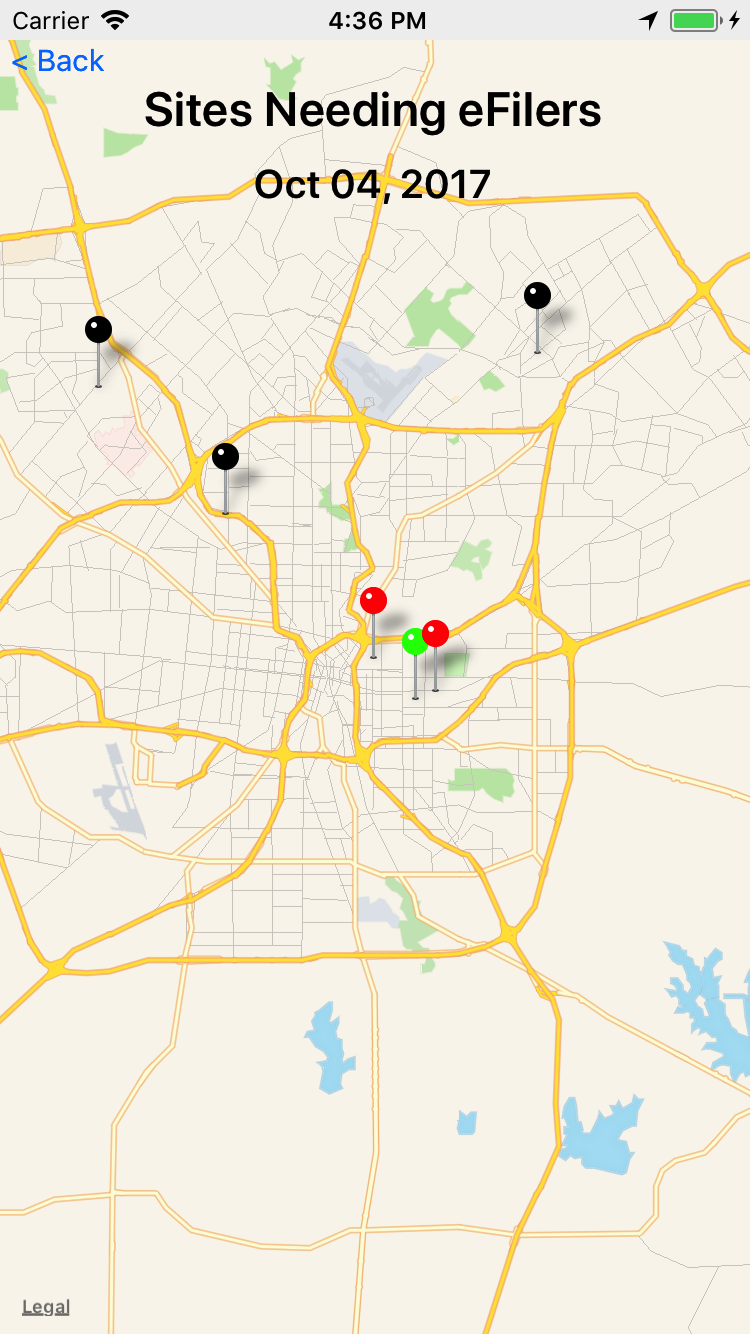 Carrier 4:36 PM
< Back
Sites Needing eFilers
Oct 04, 2017
Legal